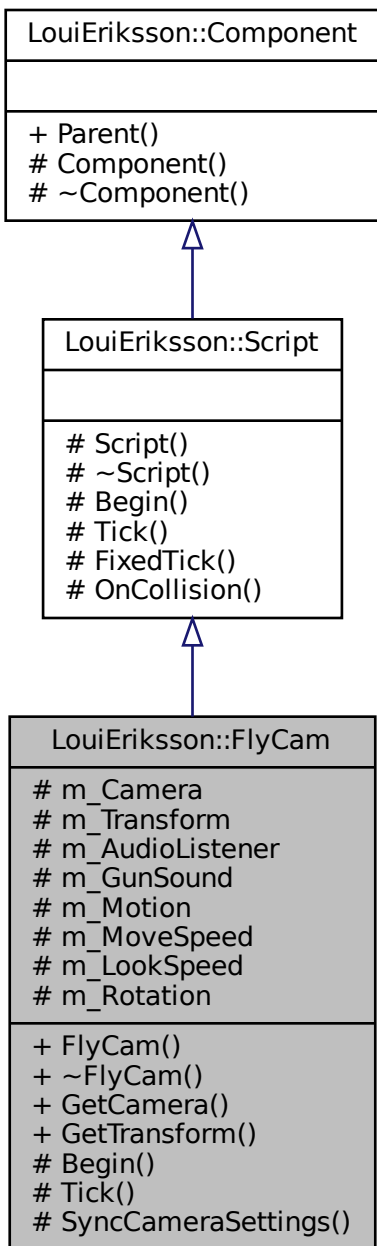 LouiEriksson::Component
+ Parent()
# Component()
# ~Component()
LouiEriksson::Script
# Script()
# ~Script()
# Begin()
# Tick()
# FixedTick()
# OnCollision()
LouiEriksson::FlyCam
# m_Camera
# m_Transform
# m_AudioListener
# m_GunSound
# m_Motion
# m_MoveSpeed
# m_LookSpeed
# m_Rotation
+ FlyCam()
+ ~FlyCam()
+ GetCamera()
+ GetTransform()
# Begin()
# Tick()
# SyncCameraSettings()